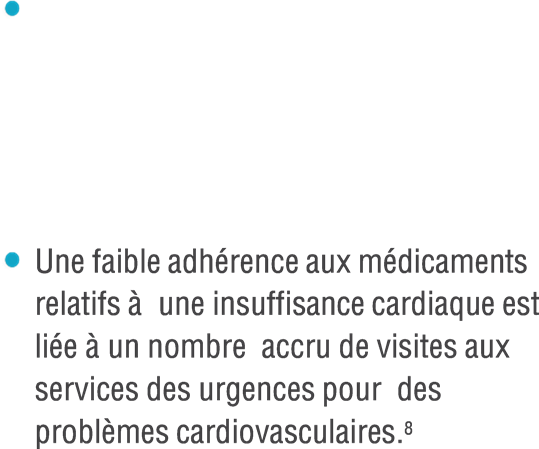 • 
• Une faible adhérence aux médicaments
relatifs à  une insuffisance cardiaque est
liée à un nombre  accru de visites aux
services des urgences pour  des
problèmes cardiovasculaires.⁸